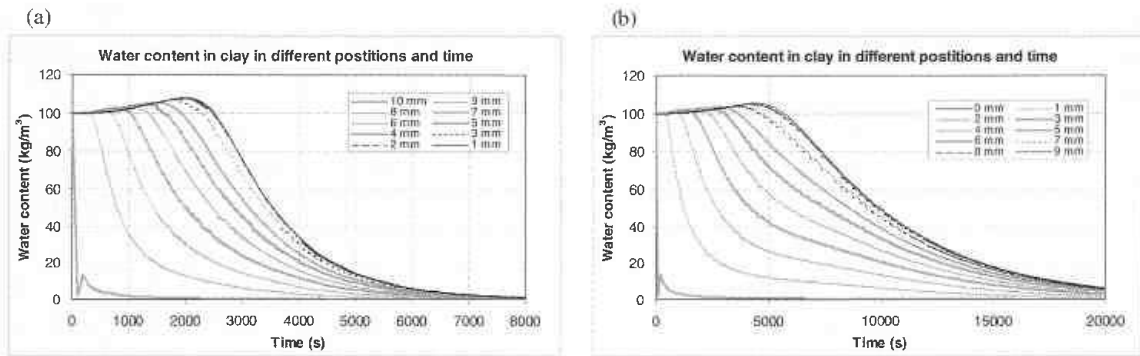 (a)
Water content in clay in different postitions and time
Water content (kg/m³)
120
100
80
60
40
20
0
10 mm 9 mm
8 mm 7 mm
6 mm 5 mm
4 mm 3 mm
2 mm 1 mm
0 1000 2000 3000 4000 5000 6000 7000 8000
Time (s)
(b)
Water content in clay in different postitions and time
Water content (kg/m³)
120
100
80
60
40
20
0
0 mm 1 mm
2 mm 3 mm
4 mm 5 mm
6 mm 7 mm
8 mm 9 mm
0 5000 10000 15000 20000
Time (s)